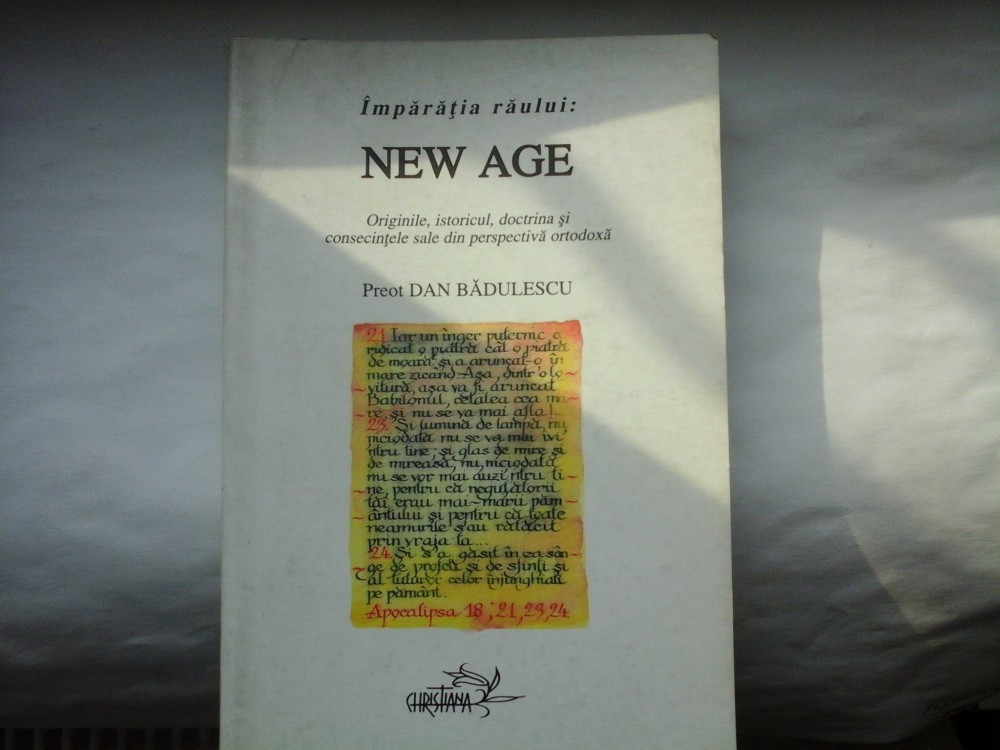 Împărăţia răului:
NEW AGE
Originile, istoricul, doctrina şi
consecinţele sale din perspectivă ortodoxă
Preot DAN BĂDULESCU
21 Iar un înger puternic a
ridicat o piatră cât o piatră
de moară şi a aruncat-o în
mare zicând: Aşa, dintr'o lo
vitură, aşa va fi aruncat
Babilonul, cetatea cea ma
re, şi nu se va mai afla!...
23. Şi lumină de lampă, nu,
niciodată nu se va mai ivi
ntru tine; şi glas de mire şi
de mireasă, nu, niciodată
nu se vor mai auzi ntru ti
ne, pentru că neguţătorii
tăi erau mai-marii păm
ântului şi pentru că toate
neamurile s'au rătăcit
prin vraja ta...
24. Şi s'a găsit în ea sân
ge de profeţi şi de sfinţi şi
al tuturor celor înjunghiaţi
pe pământ.
Apocalipsa 18; 21, 23, 24.
CHRISTIANA